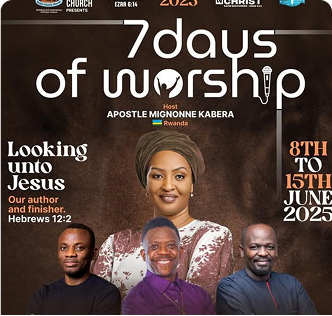 CHURCH
PRESENTS
EZRA 6:14
2025
CHRIST
7days
of worship
Host
APOSTLE MIGNONNE KABERA
Rwanda
Looking
unto
Jesus
Our author
and finisher.
Hebrews 12:2
8TH
TO
15TH
JUNE
2025